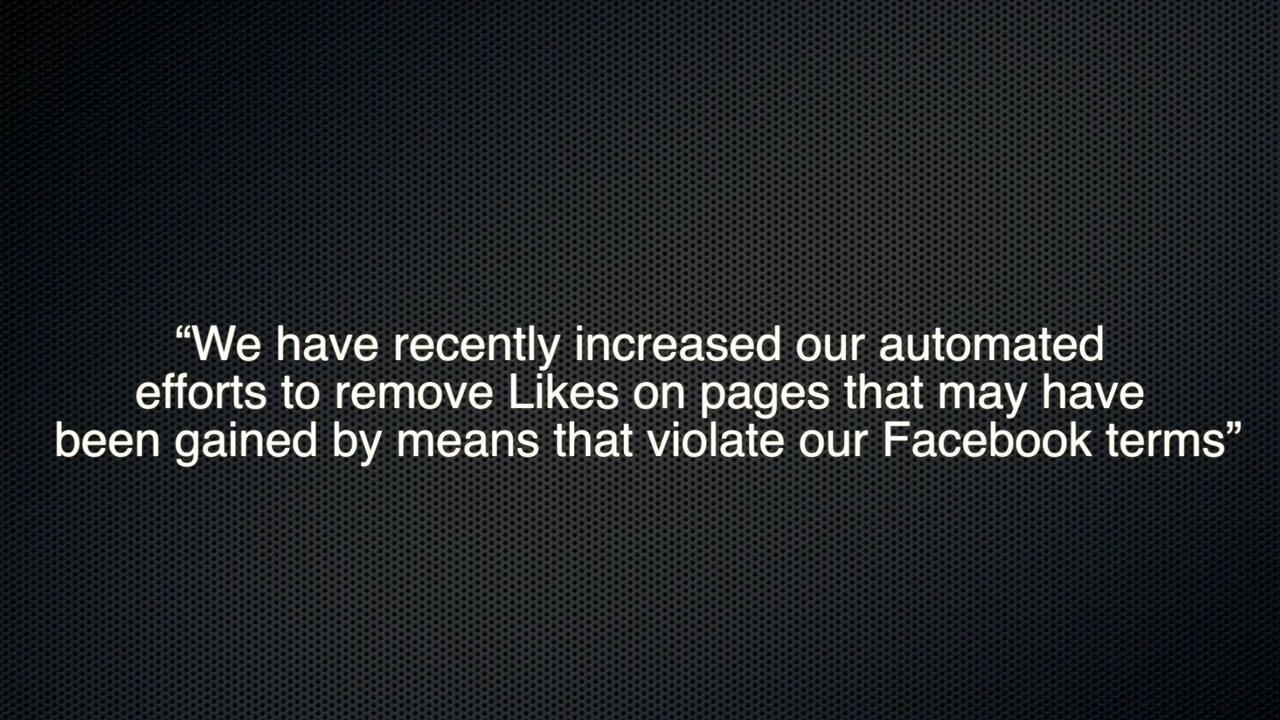 “We have recently increased our automated
efforts to remove Likes on pages that may have
been gained by means that violate our Facebook terms”